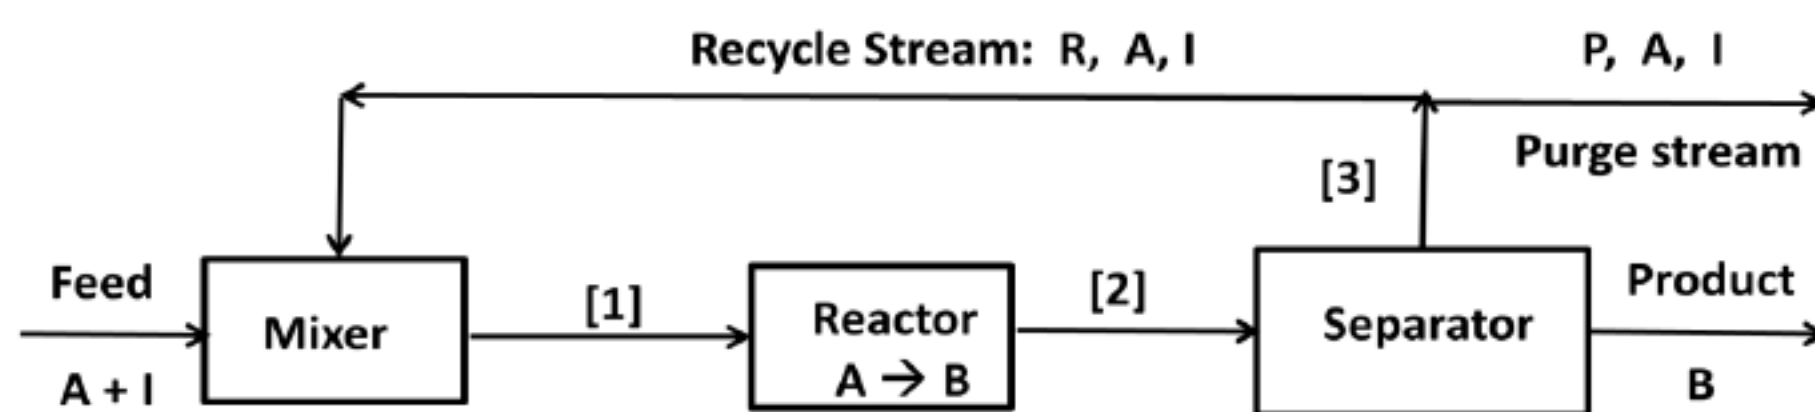 Recycle Stream: R, A, I
P, A, I
Purge stream
[3]
Feed
A + I
Mixer
[1]
Reactor
A → B
[2]
Separator
Product
B